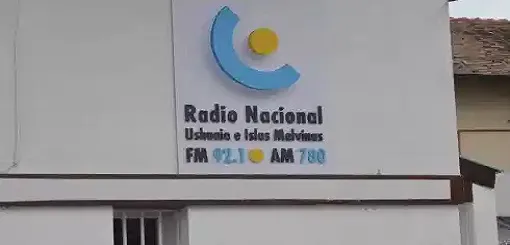 Radio Nacional
Ushuaia e Islas Malvinas
FM 92.1 AM 780